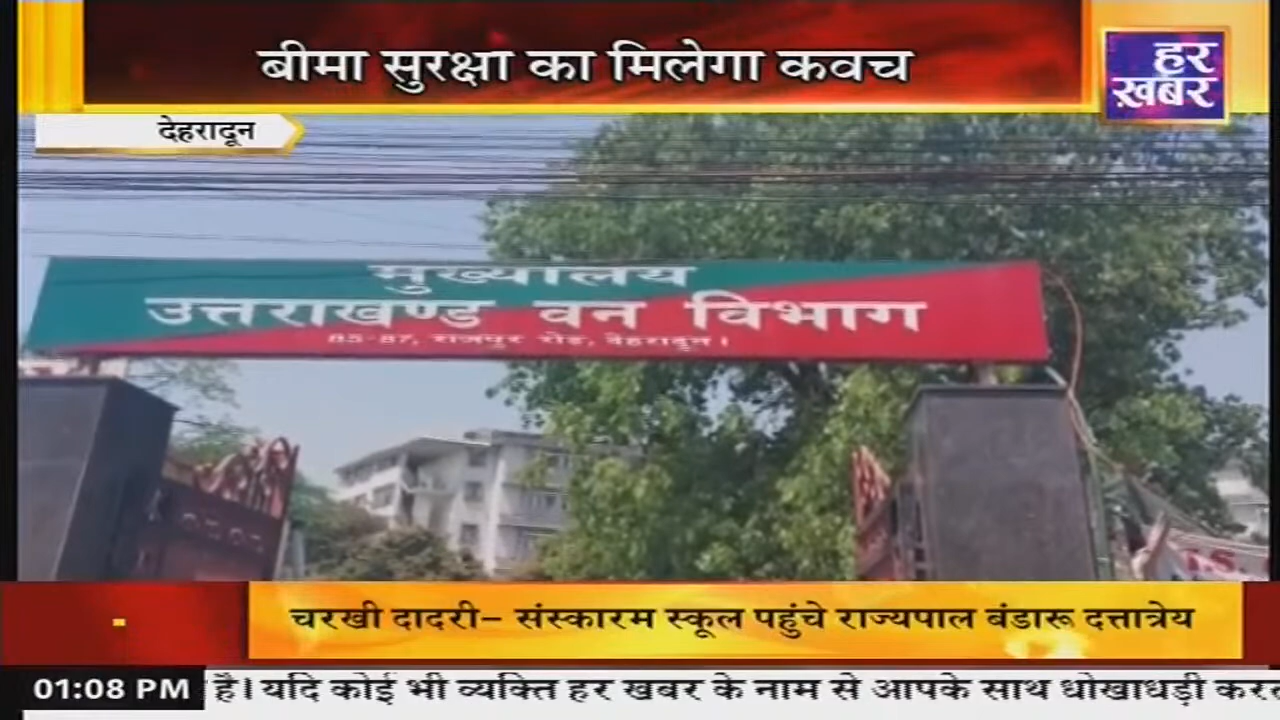 बीमा सुरक्षा का मिलेगा कवच
हर
ख़बर
देहरादून
मुख्यालय
उत्तराखण्ड वन विभाग
85-87, राजपुर रोड, देहरादून।
चरखी दादरी– संस्कारम स्कूल पहुंचे राज्यपाल बंडारू दत्तात्रेय
01:08 PM
है। यदि कोई भी व्यक्ति हर खबर के नाम से आपके साथ धोखाधड़ी